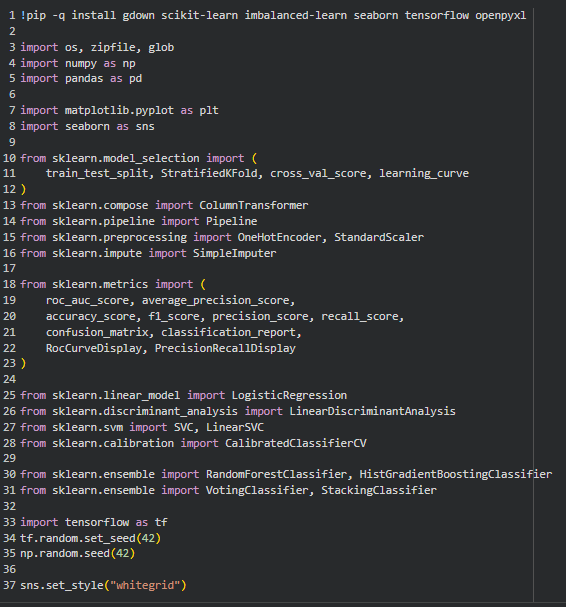 1 !pip -q install gdown scikit-learn imbalanced-learn seaborn tensorflow openpyxl
2
3 import os, zipfile, glob
4 import numpy as np
5 import pandas as pd
6
7 import matplotlib.pyplot as plt
8 import seaborn as sns
9
10 from sklearn.model_selection import (
11     train_test_split, StratifiedKFold, cross_val_score, learning_curve
12 )
13 from sklearn.compose import ColumnTransformer
14 from sklearn.pipeline import Pipeline
15 from sklearn.preprocessing import OneHotEncoder, StandardScaler
16 from sklearn.impute import SimpleImputer
17
18 from sklearn.metrics import (
19     roc_auc_score, average_precision_score,
20     accuracy_score, f1_score, precision_score, recall_score,
21     confusion_matrix, classification_report,
22     RocCurveDisplay, PrecisionRecallDisplay
23 )
24
25 from sklearn.linear_model import LogisticRegression
26 from sklearn.discriminant_analysis import LinearDiscriminantAnalysis
27 from sklearn.svm import SVC, LinearSVC
28 from sklearn.calibration import CalibratedClassifierCV
29
30 from sklearn.ensemble import RandomForestClassifier, HistGradientBoostingClassifier
31 from sklearn.ensemble import VotingClassifier, StackingClassifier
32
33 import tensorflow as tf
34 tf.random.set_seed(42)
35 np.random.seed(42)
36
37 sns.set_style("whitegrid")